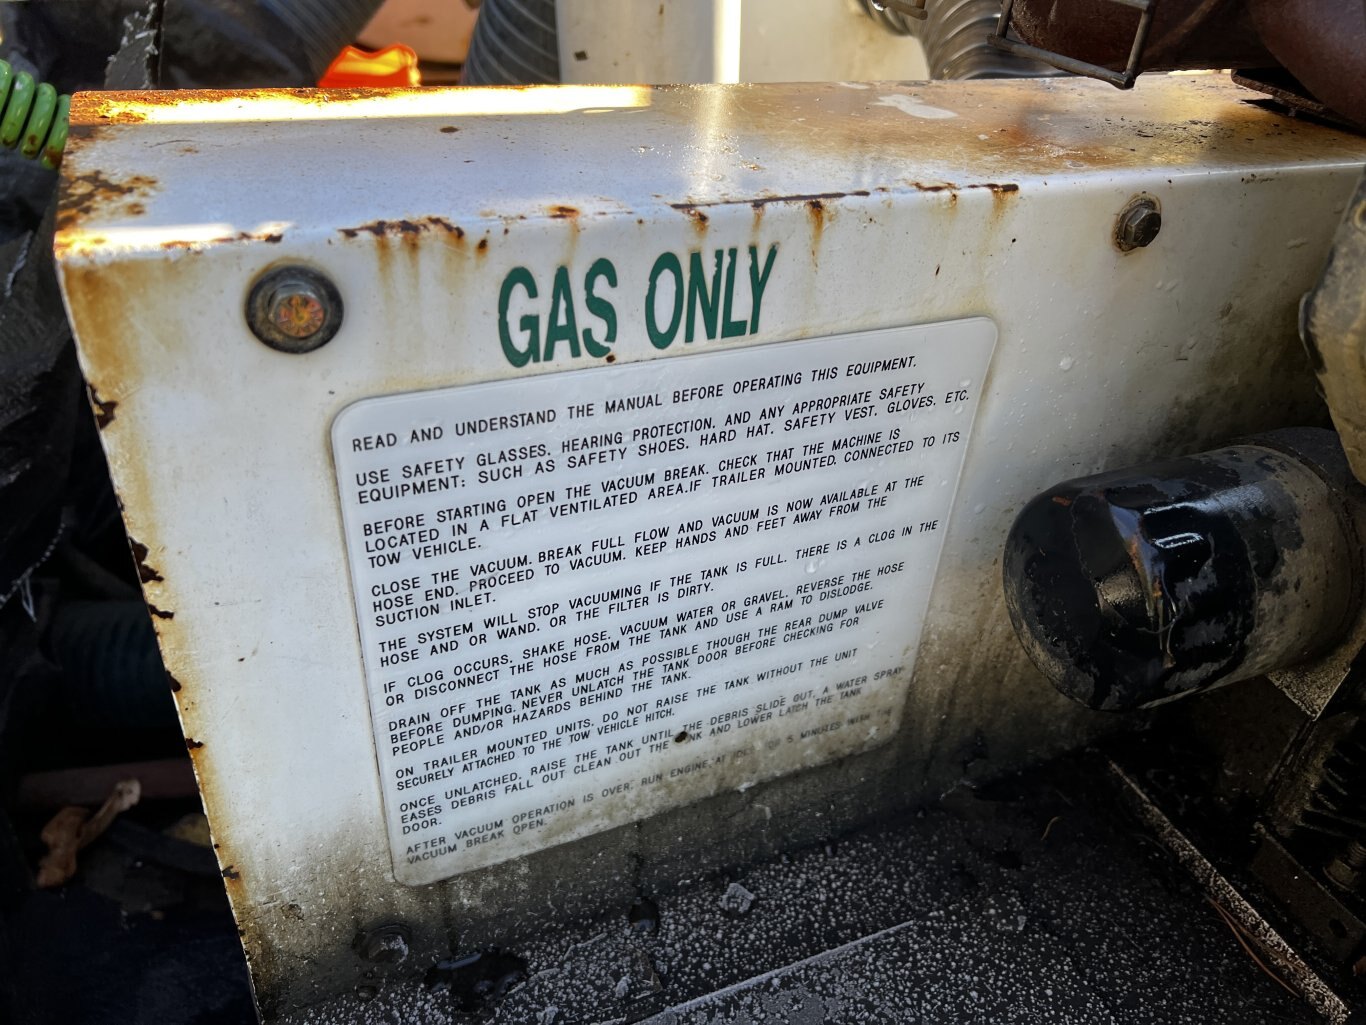 GAS ONLY
READ AND UNDERSTAND THE MANUAL BEFORE OPERATING THIS EQUIPMENT.
USE SAFETY GLASSES, HEARING PROTECTION, AND ANY APPROPRIATE SAFETY
EQUIPMENT; SUCH AS SAFETY SHOES, HARD HAT, SAFETY VEST, GLOVES, ETC.
BEFORE STARTING OPEN THE VACUUM BREAK. CHECK THAT THE MACHINE IS
LOCATED IN A FLAT VENTILATED AREA.IF TRAILER MOUNTED, CONNECTED TO ITS
TOW VEHICLE.
CLOSE THE VACUUM. BREAK FULL FLOW AND VACUUM IS NOW AVAILABLE AT THE
HOSE END. PROCEED TO VACUUM. KEEP HANDS AND FEET AWAY FROM THE
SUCTION INLET.
THE SYSTEM WILL STOP VACUUMING IF THE TANK IS FULL. THERE IS A CLOG IN THE
HOSE AND OR WAND, OR THE FILTER IS DIRTY.
IF CLOG OCCURS, SHAKE HOSE, VACUUM WATER OR GRAVEL, REVERSE THE HOSE
OR DISCONNECT THE HOSE FROM THE TANK AND USE A RAM TO DISLODGE.
DRAIN OFF THE TANK AS MUCH AS POSSIBLE THOUGH THE REAR DUMP VALVE
BEFORE DUMPING. NEVER UNLATCH THE TANK DOOR BEFORE CHECKING FOR
PEOPLE AND/OR HAZARDS BEHIND THE TANK.
ON TRAILER MOUNTED UNITS, DO NOT RAISE THE TANK WITHOUT THE UNIT
SECURELY ATTACHED TO THE TOW VEHICLE HITCH.
ONCE UNLATCHED, RAISE THE TANK UNTIL THE DEBRIS SLIDE OUT, A WATER SPRAY
EASES DEBRIS FALL OUT CLEAN OUT THE TANK AND LOWER LATCH THE TANK
DOOR.
AFTER VACUUM OPERATION IS OVER, RUN ENGINE AT IDLE FOR 5 MINUTES WITH THE
VACUUM BREAK OPEN.